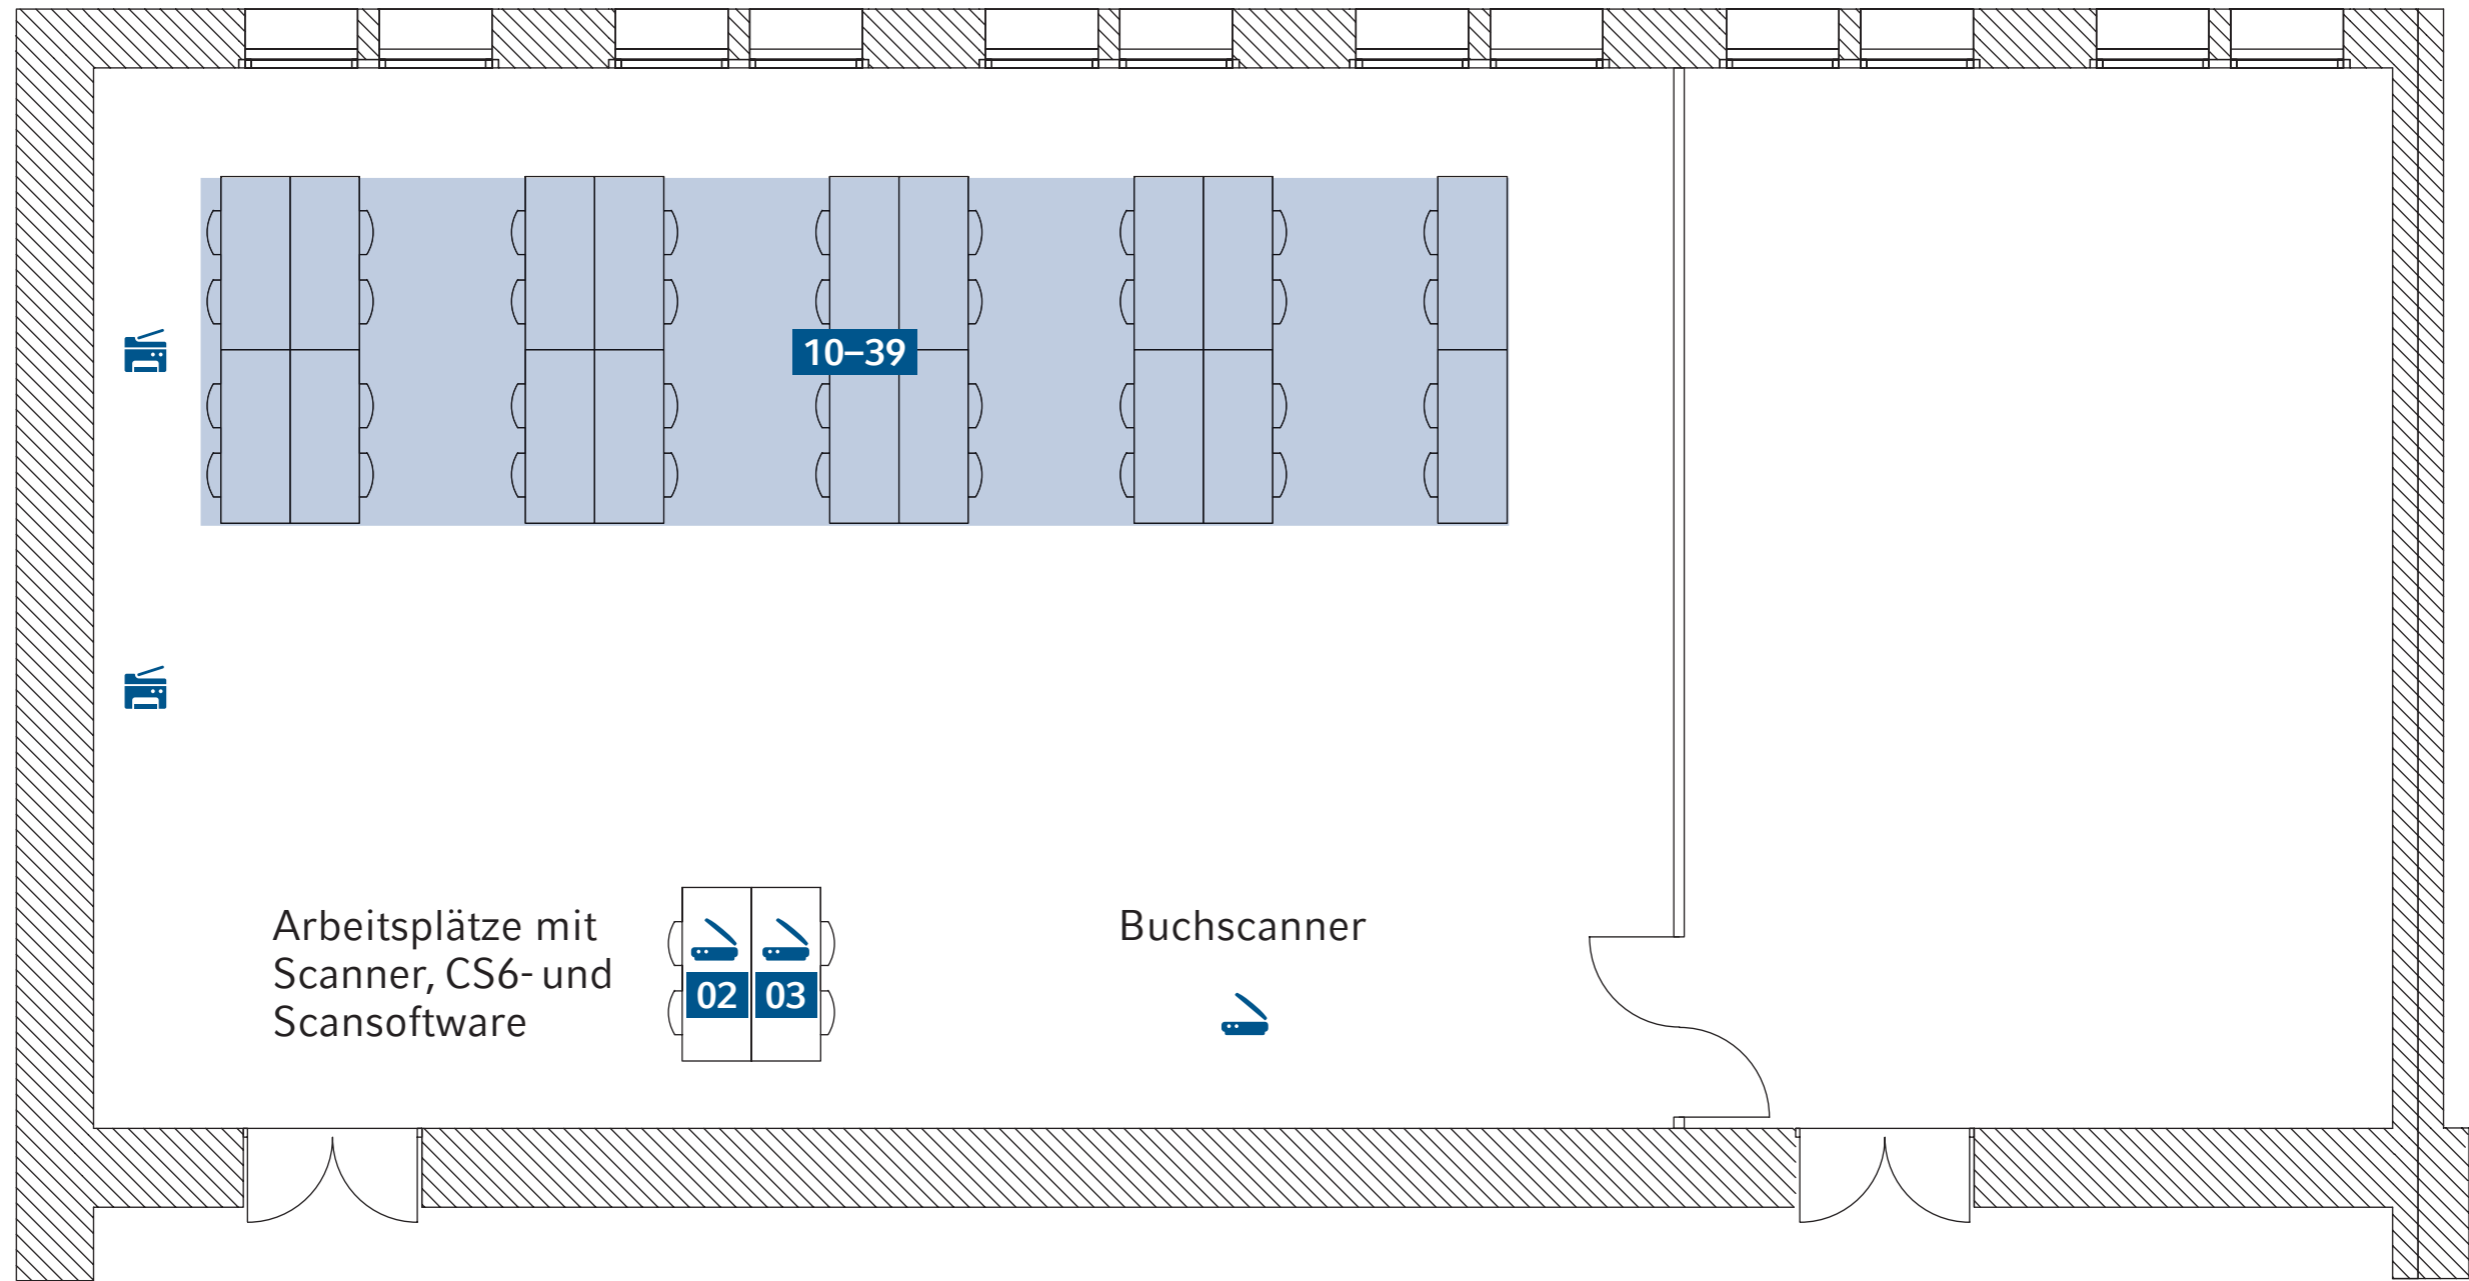 10–39
Arbeitsplätze mit
Scanner, CS6- und
Scansoftware
02 03
Buchscanner